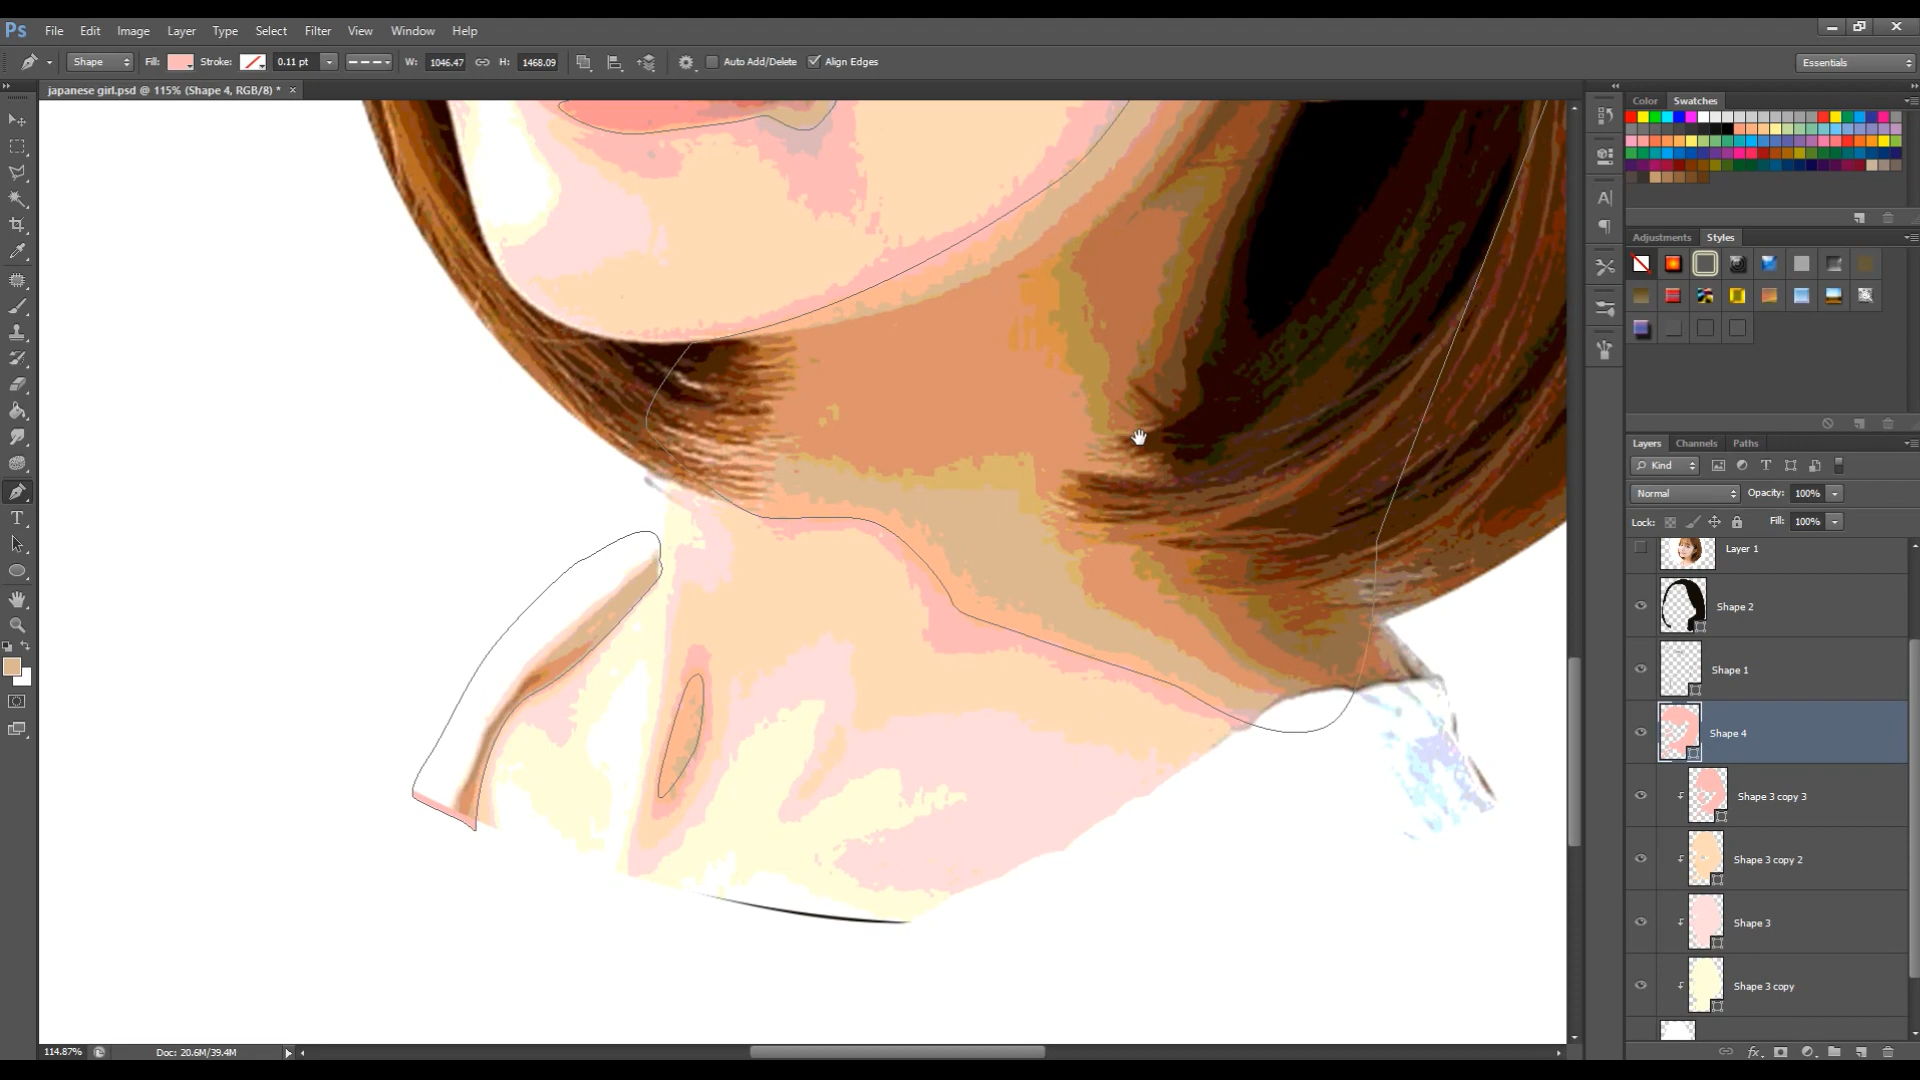 Ps File Edit Image Layer Type Select Filter View Window Help
Shape Fill: Stroke: 0.11 pt W: 1046.47 H: 1468.09 Auto Add/Delete Align Edges Essentials
japanese girl.psd @ 115% (Shape 4, RGB/8) * ×
Color Swatches
Adjustments Styles
Layers Channels Paths
Kind
Normal Opacity: 100%
Lock: Fill: 100%
Layer 1
Shape 2
Shape 1
Shape 4
Shape 3 copy 3
Shape 3 copy 2
Shape 3
Shape 3 copy
114.87% Doc: 20.6M/39.4M